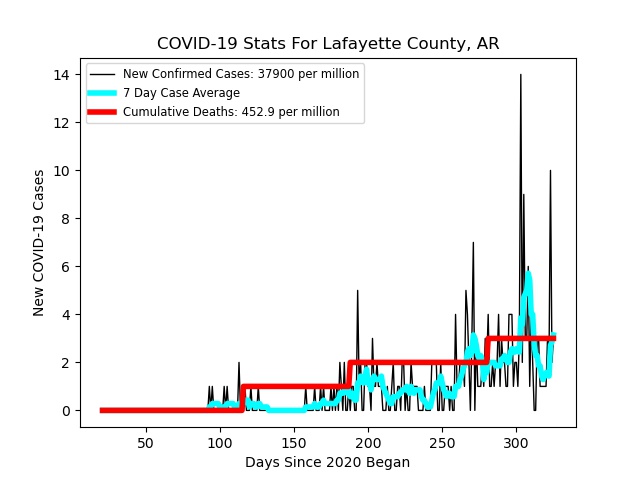 COVID-19 Stats For Lafayette County, AR
New Confirmed Cases: 37900 per million
7 Day Case Average
Cumulative Deaths: 452.9 per million
New COVID-19 Cases
14
12
10
8
6
4
2
0
50 100 150 200 250 300
Days Since 2020 Began